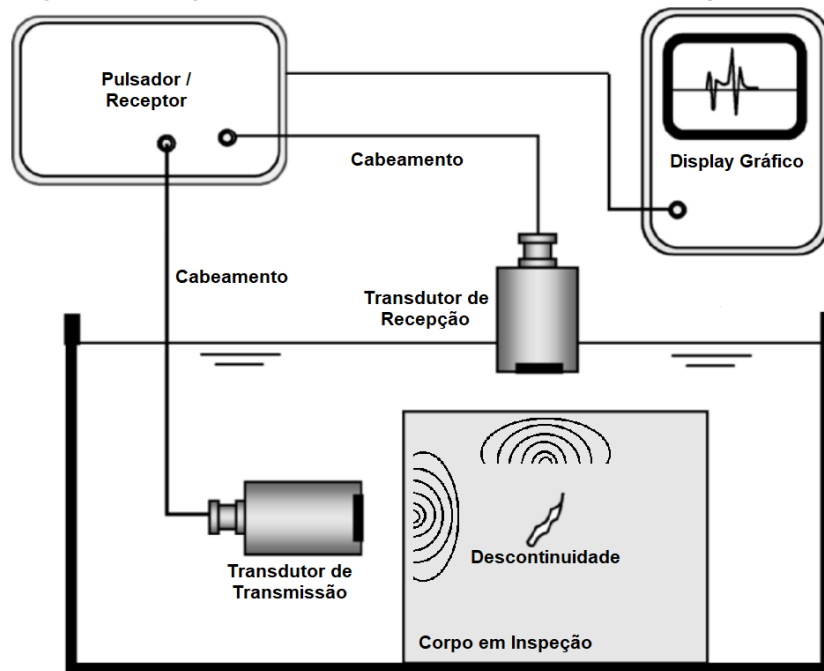 Pulsador /
Receptor
Cabeamento
Display Gráfico
Cabeamento
Transdutor de
Recepção
Transdutor de
Transmissão
Descontinuidade
Corpo em Inspeção